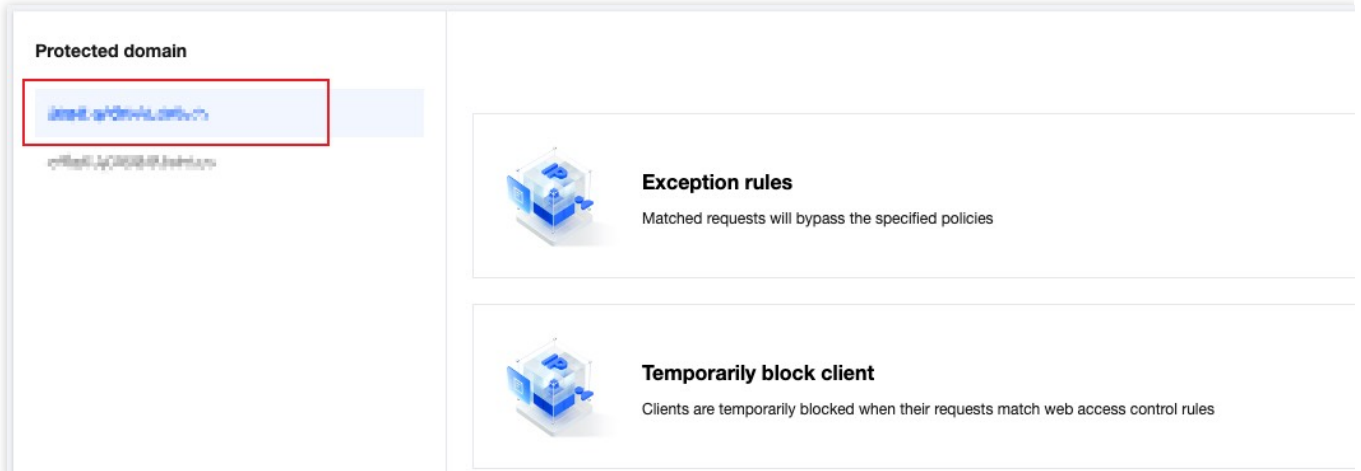 Protected domain
Exception rules
Matched requests will bypass the specified policies
Temporarily block client
Clients are temporarily blocked when their requests match web access control rules